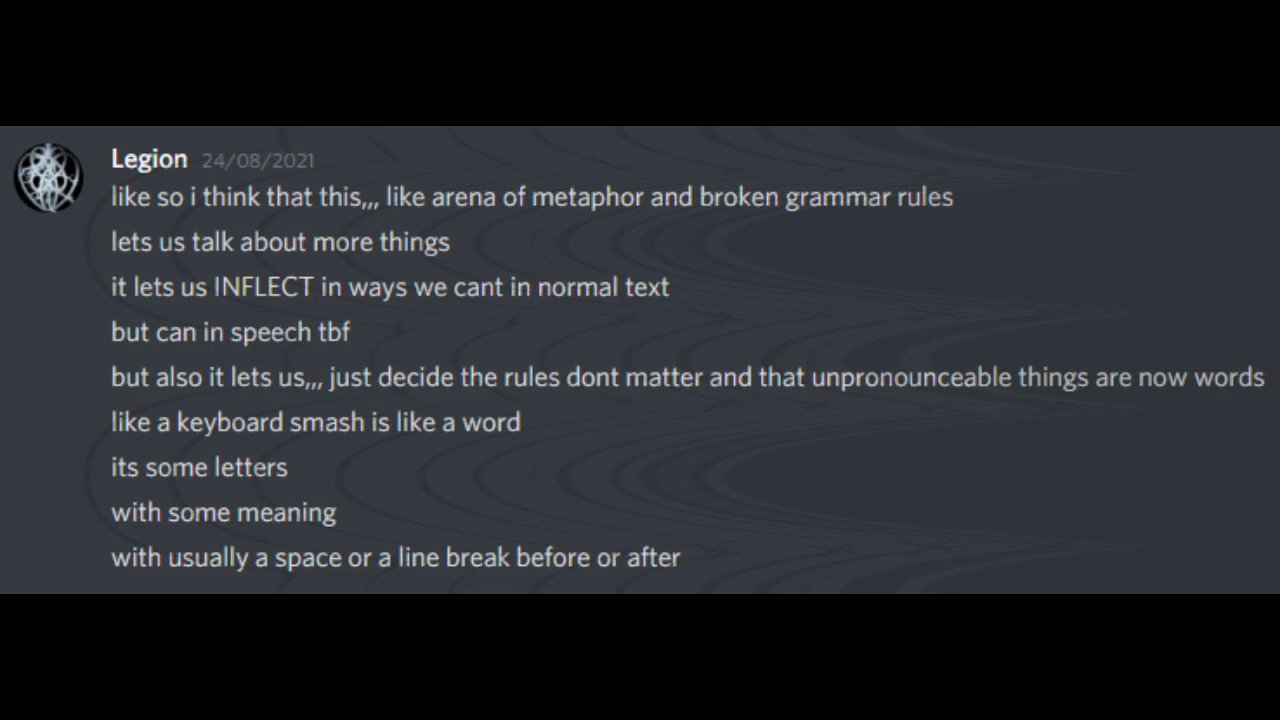 Legion 24/08/2021
like so i think that this,,, like arena of metaphor and broken grammar rules
lets us talk about more things
it lets us INFLECT in ways we cant in normal text
but can in speech tbf
but also it lets us,,, just decide the rules dont matter and that unpronounceable things are now words
like a keyboard smash is like a word
its some letters
with some meaning
with usually a space or a line break before or after